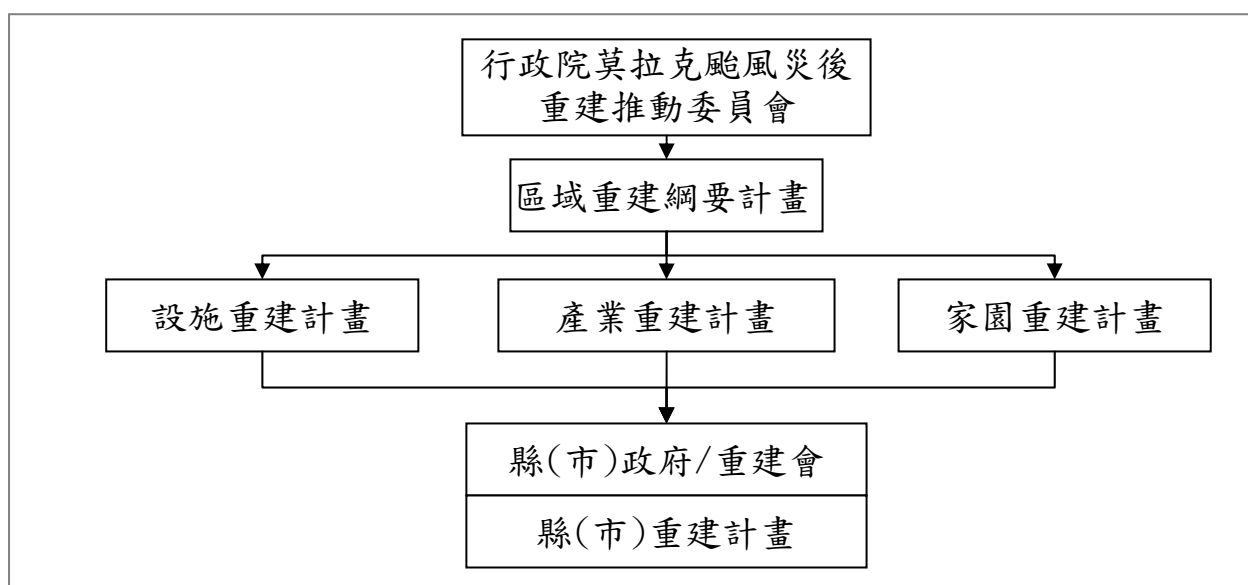 行政院莫拉克颱風災後
重建推動委員會
區域重建綱要計畫
設施重建計畫
產業重建計畫
家園重建計畫
縣(市)政府/重建會
縣(市)重建計畫